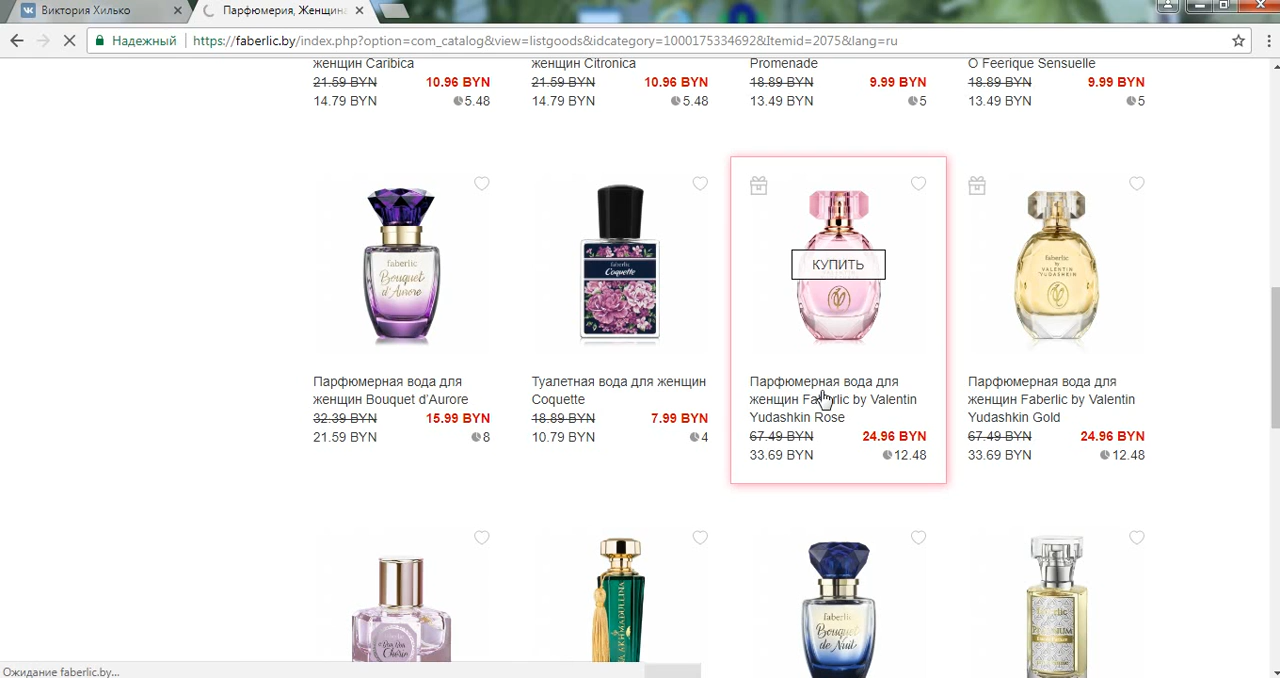 Виктория Хилько
Парфюмерия, Женщина
Надежный
https://faberlic.by/index.php?option=com_catalog&view=listgoods&idcategory=1000175334692&Itemid=2075&lang=ru
женщин Caribica
21.59 BYN 10.96 BYN
14.79 BYN 5.48
женщин Citronica
21.59 BYN 10.96 BYN
14.79 BYN 5.48
Promenade
18.89 BYN 9.99 BYN
13.49 BYN 5
O Feerique Sensuelle
18.89 BYN 9.99 BYN
13.49 BYN 5
faberlic
Bouquet
d'Aurore
Парфюмерная вода для
женщин Bouquet d'Aurore
32.39 BYN 15.99 BYN
21.59 BYN 8
faberlic
Coquette
Туалетная вода для женщин
Coquette
18.89 BYN 7.99 BYN
10.79 BYN 4
КУПИТЬ
Парфюмерная вода для
женщин Faberlic by Valentin
Yudashkin Rose
67.49 BYN 24.96 BYN
33.69 BYN 12.48
faberlic
by
VALENTIN
YUDASHKIN
Парфюмерная вода для
женщин Faberlic by Valentin
Yudashkin Gold
67.49 BYN 24.96 BYN
33.69 BYN 12.48
faberlic
Bouquet
de Nuit
faberlic
Ожидание faberlic.by...